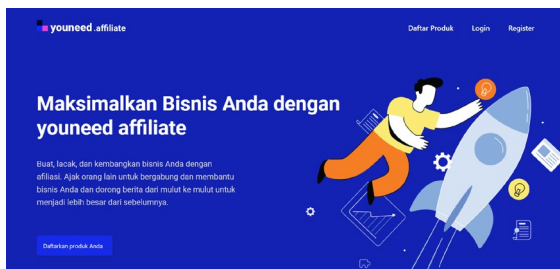 youneed .affiliate
Daftar Produk Login Register
Maksimalkan Bisnis Anda dengan
youneed affiliate
Buat, lacak, dan kembangkan bisnis Anda dengan
afiliasi. Ajak orang lain untuk bergabung dan membantu
bisnis Anda dan dorong berita dari mulut ke mulut untuk
menjadi lebih besar dari sebelumnya.
Daftarkan produk Anda